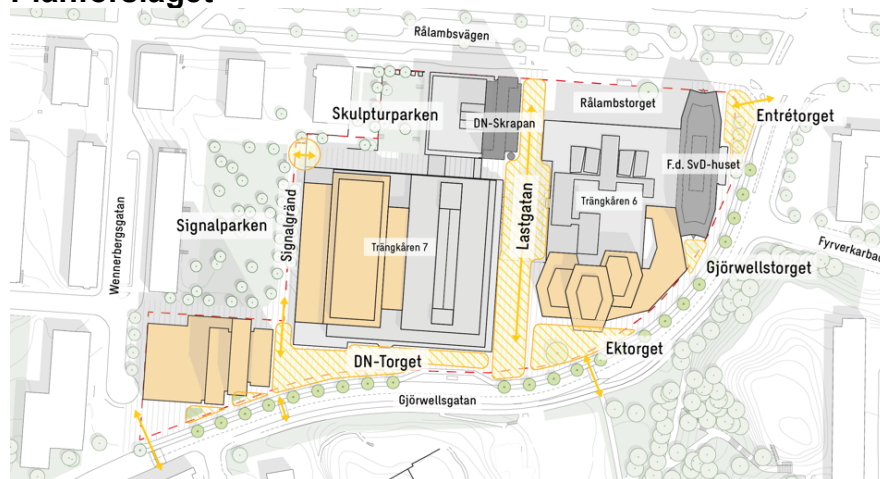 Planförslaget
Rålambsvägen
Skulpturparken
DN-Skrapan
Rålambstorget
Entrétorget
F.d. SvD-huset
Wennerbergsgatan
Signalparken
Signalgränd
Trängkåren 7
Lastgatan
Trängkåren 6
Fyrverkarbac
Gjörwellstorget
DN-Torget
Ektorget
Gjörwellsgatan